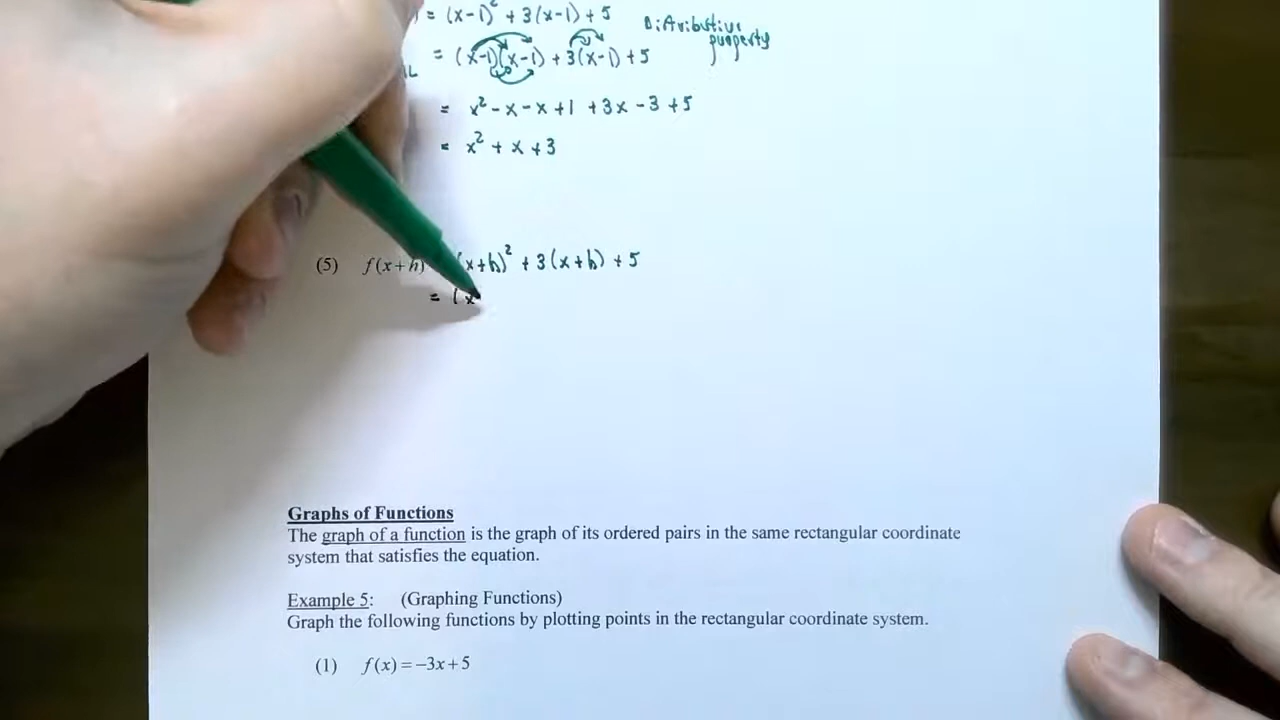 ) = (x-1)² + 3(x-1) + 5 Distributive
property
= (x-1)(x-1) + 3(x-1) + 5
= x² - x - x + 1 + 3x - 3 + 5
= x² + x + 3
(5) f(x+h) (x+h)² + 3(x+h) + 5
= (x
Graphs of Functions
The graph of a function is the graph of its ordered pairs in the same rectangular coordinate
system that satisfies the equation.
Example 5: (Graphing Functions)
Graph the following functions by plotting points in the rectangular coordinate system.
(1) f(x)=−3x+5